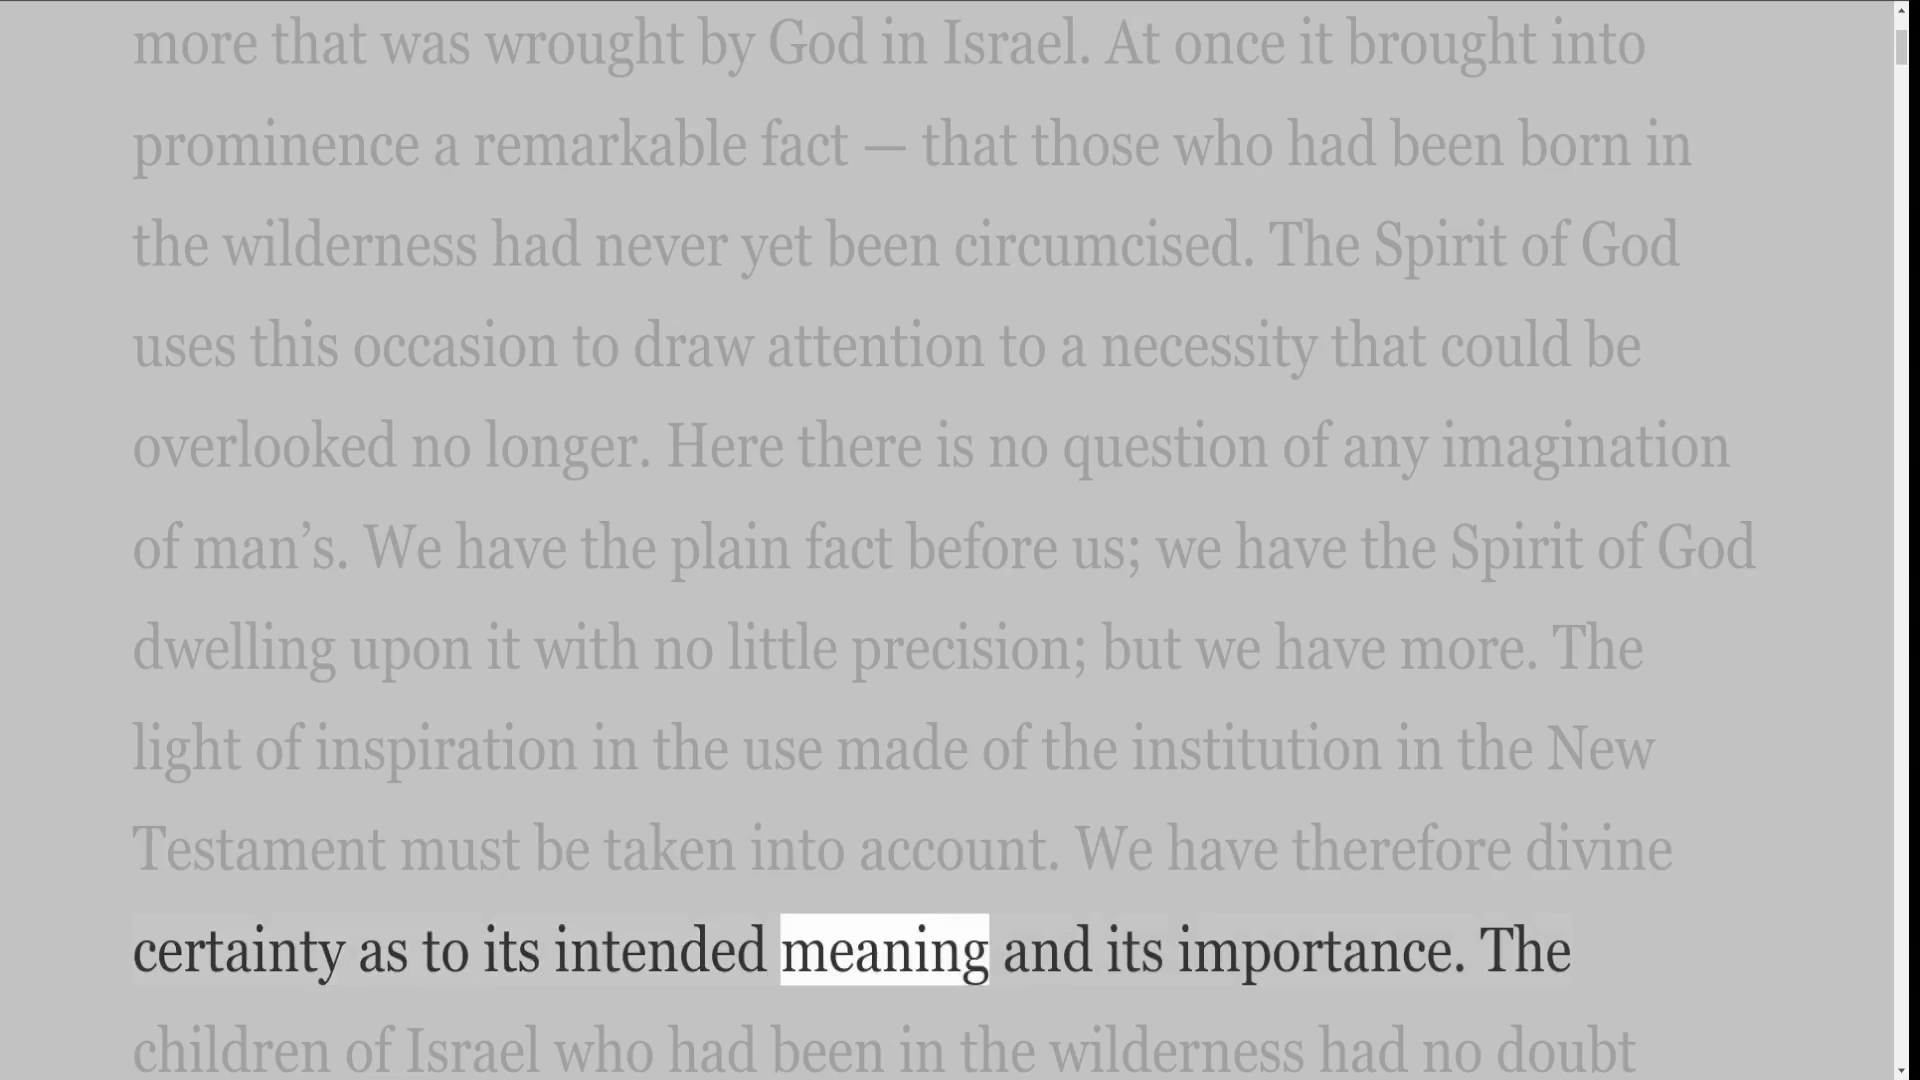 more that was wrought by God in Israel. At once it brought into
prominence a remarkable fact — that those who had been born in
the wilderness had never yet been circumcised. The Spirit of God
uses this occasion to draw attention to a necessity that could be
overlooked no longer. Here there is no question of any imagination
of man’s. We have the plain fact before us; we have the Spirit of God
dwelling upon it with no little precision; but we have more. The
light of inspiration in the use made of the institution in the New
Testament must be taken into account. We have therefore divine
certainty as to its intended meaning and its importance. The
children of Israel who had been in the wilderness had no doubt